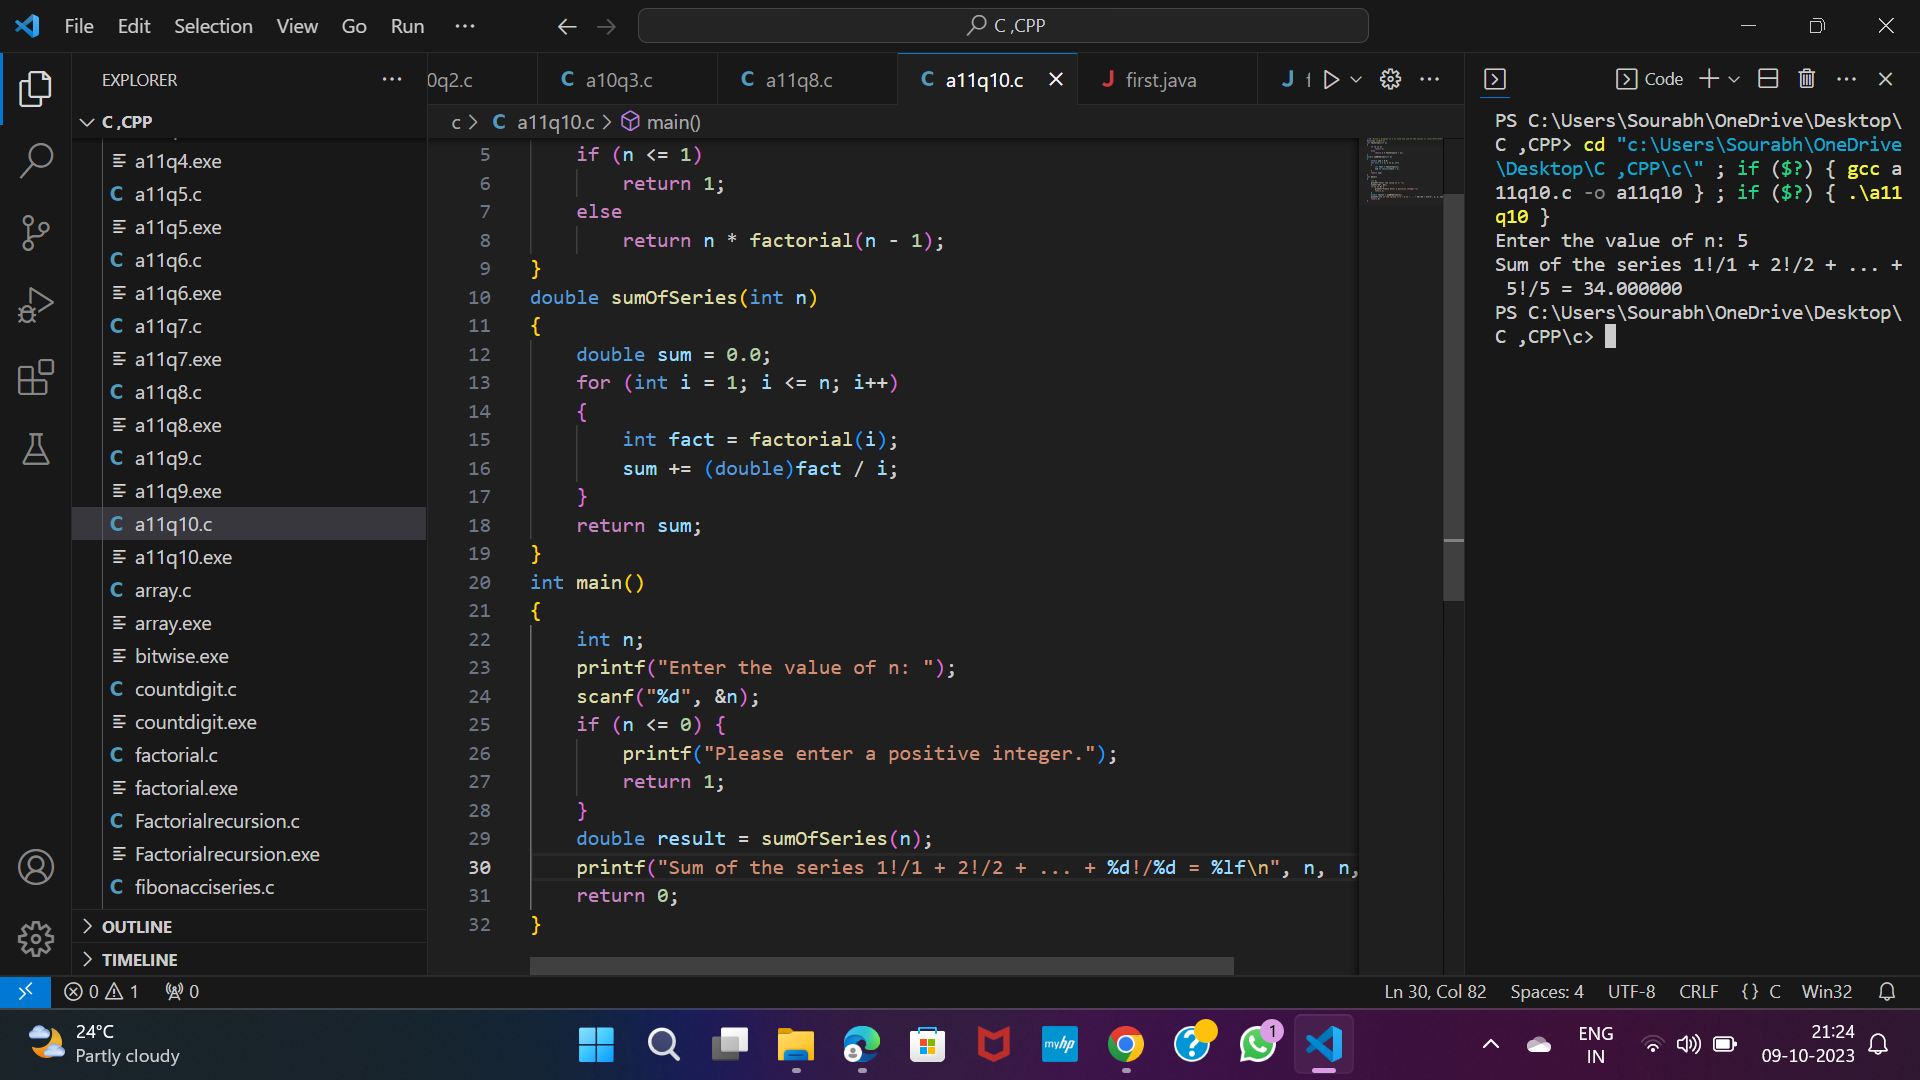 File Edit Selection View Go Run ···
C ,CPP
EXPLORER ···
C ,CPP
a11q4.exe
a11q5.c
a11q5.exe
a11q6.c
a11q6.exe
a11q7.c
a11q7.exe
a11q8.c
a11q8.exe
a11q9.c
a11q9.exe
a11q10.c
a11q10.exe
array.c
array.exe
bitwise.exe
countdigit.c
countdigit.exe
factorial.c
factorial.exe
Factorialrecursion.c
Factorialrecursion.exe
fibonacciseries.c
OUTLINE
TIMELINE
0q2.c C a10q3.c C a11q8.c C a11q10.c J first.java J f
c > C a11q10.c > main()
5 if (n <= 1)
6 return 1;
7 else
8 return n * factorial(n - 1);
9 }
10 double sumOfSeries(int n)
11 {
12 double sum = 0.0;
13 for (int i = 1; i <= n; i++)
14 {
15 int fact = factorial(i);
16 sum += (double)fact / i;
17 }
18 return sum;
19 }
20 int main()
21 {
22 int n;
23 printf("Enter the value of n: ");
24 scanf("%d", &n);
25 if (n <= 0) {
26 printf("Please enter a positive integer.");
27 return 1;
28 }
29 double result = sumOfSeries(n);
30 printf("Sum of the series 1!/1 + 2!/2 + ... + %d!/%d = %lf\n", n, n,
31 return 0;
32 }
Code
PS C:\Users\Sourabh\OneDrive\Desktop\
C ,CPP> cd "c:\Users\Sourabh\OneDrive
\Desktop\C ,CPP\c\" ; if ($?) { gcc a
11q10.c -o a11q10 } ; if ($?) { .\a11
q10 }
Enter the value of n: 5
Sum of the series 1!/1 + 2!/2 + ... +
5!/5 = 34.000000
PS C:\Users\Sourabh\OneDrive\Desktop\
C ,CPP\c>
0 1 0
Ln 30, Col 82 Spaces: 4 UTF-8 CRLF {} C Win32
24°C
Partly cloudy
myhp
1
ENG
IN
21:24
09-10-2023